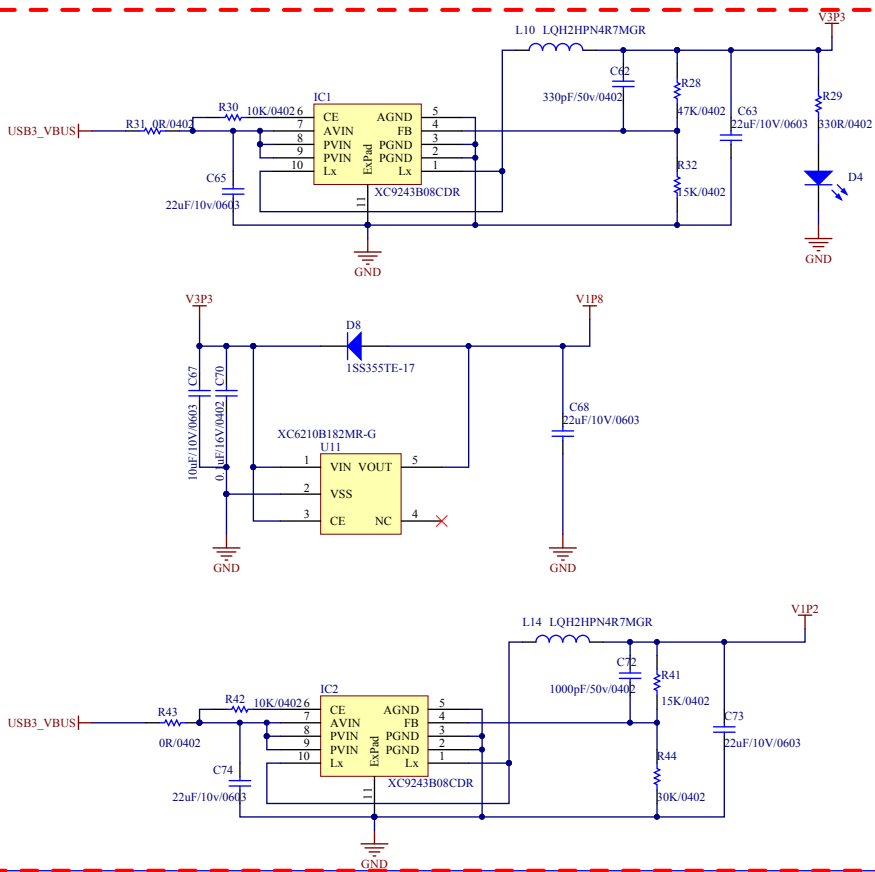 V3P3
L10 LQH2HPN4R7MGR
C62
330pF/50v/0402
R28
47K/0402
C63
22uF/10V/0603
R29
330R/0402
D4
GND
USB3_VBUS
R31 0R/0402
R30
10K/0402
C65
22uF/10v/0603
IC1
6 CE AGND 5
7 AVIN FB 4
8 PVIN PGND 3
9 PVIN PGND 2
10 Lx Lx 1
ExPad
11
XC9243B08CDR
R32
15K/0402
GND
V3P3
V1P8
D8
1SS355TE-17
C67
10uF/10V/0603
C70
0.1uF/16V/0402
XC6210B182MR-G
U11
1 VIN VOUT 5
2 VSS
3 CE NC 4
C68
22uF/10V/0603
GND
GND
V1P2
L14 LQH2HPN4R7MGR
C72
1000pF/50v/0402
R41
15K/0402
C73
22uF/10V/0603
USB3_VBUS
R43
0R/0402
R42
10K/0402
C74
22uF/10v/0603
IC2
6 CE AGND 5
7 AVIN FB 4
8 PVIN PGND 3
9 PVIN PGND 2
10 Lx Lx 1
ExPad
11
XC9243B08CDR
R44
30K/0402
GND